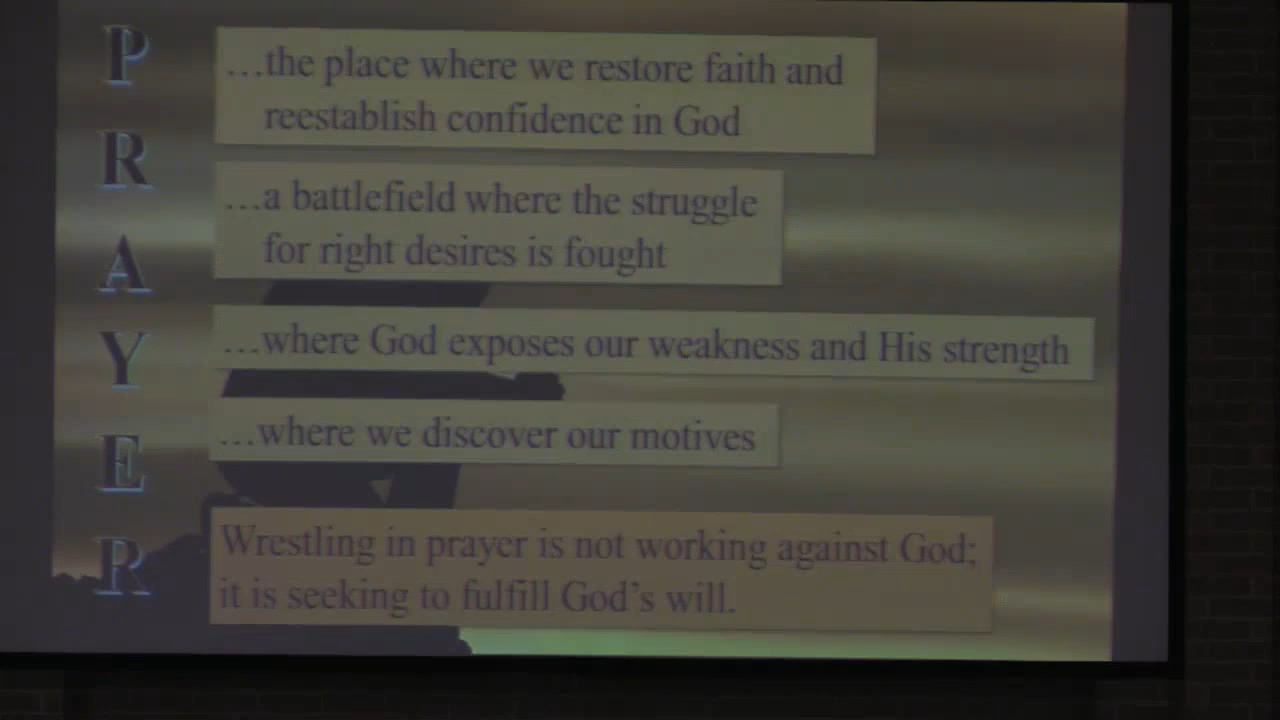 PRAYER
…the place where we restore faith and
reestablish confidence in God
…a battlefield where the struggle
for right desires is fought
…where God exposes our weakness and His strength
…where we discover our motives
Wrestling in prayer is not working against God;
it is seeking to fulfill God's will.